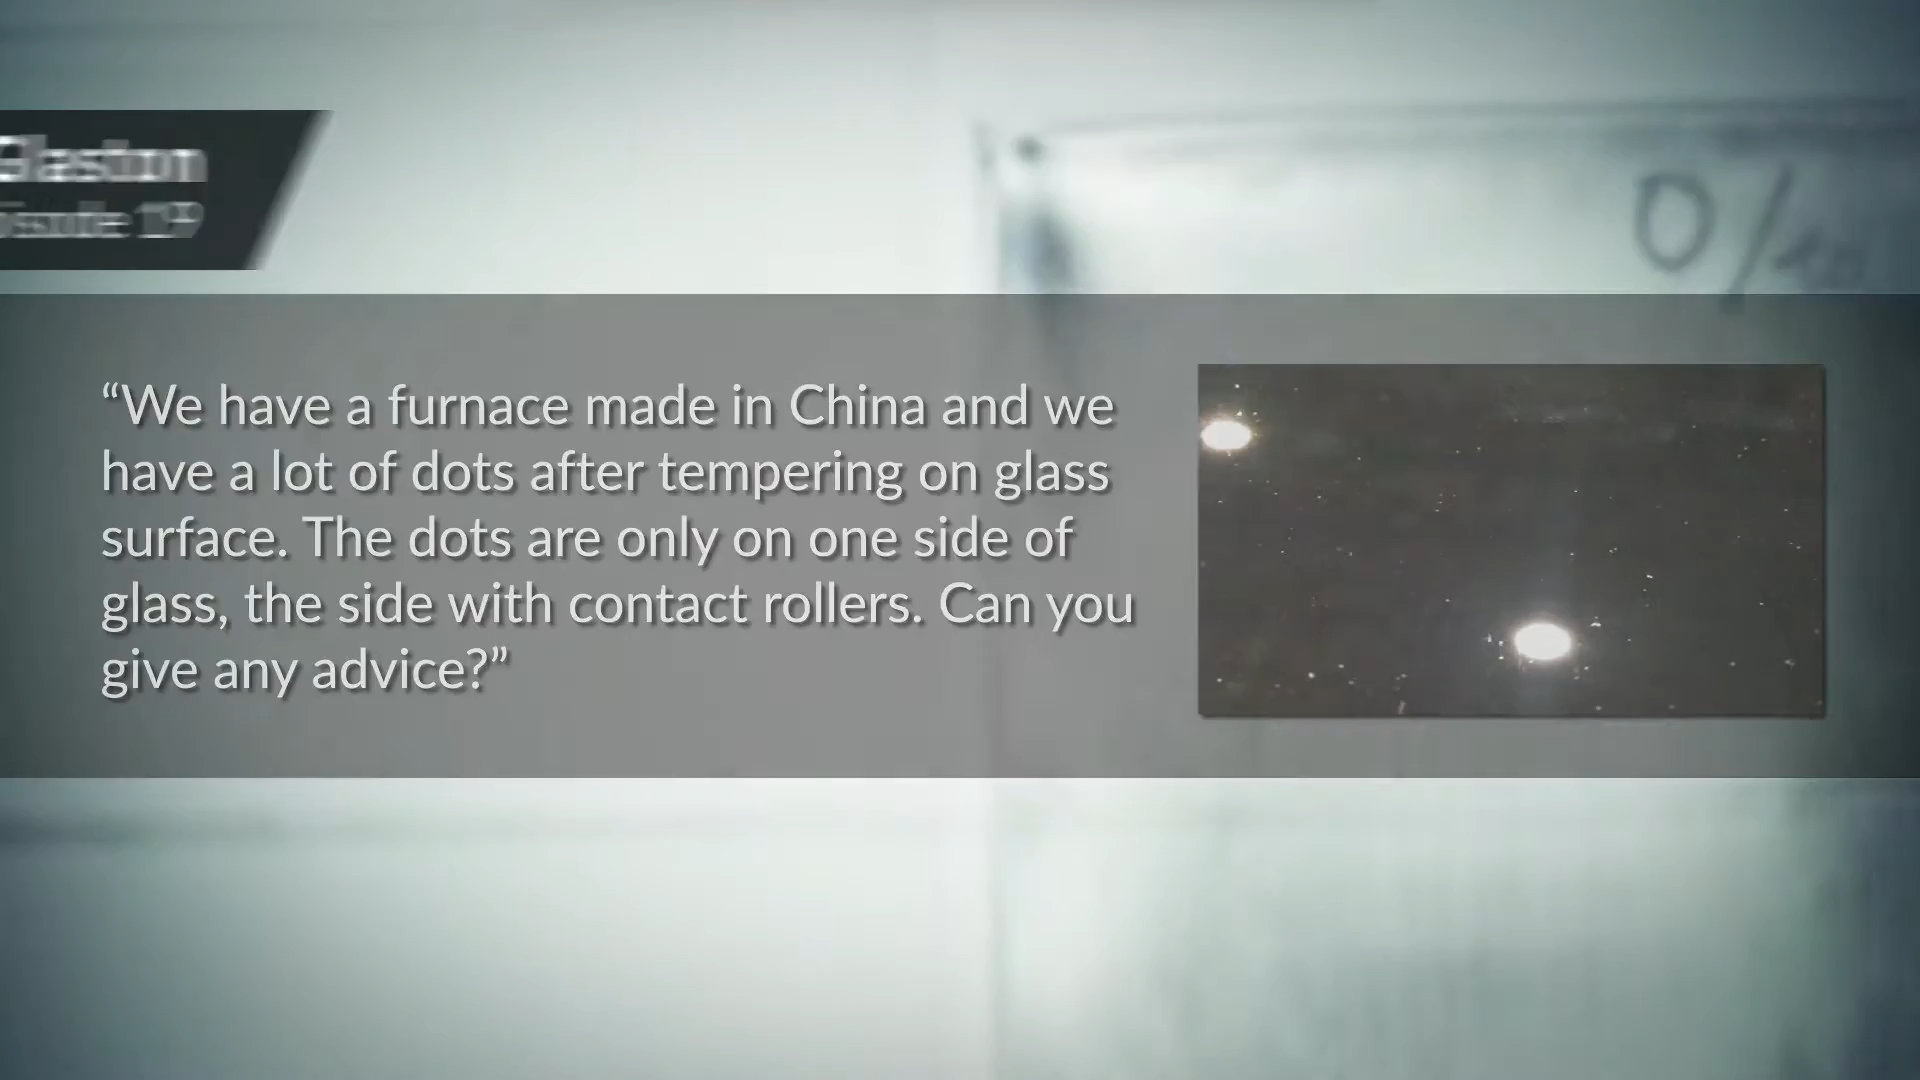 Glaston
“We have a furnace made in China and we
have a lot of dots after tempering on glass
surface. The dots are only on one side of
glass, the side with contact rollers. Can you
give any advice?”